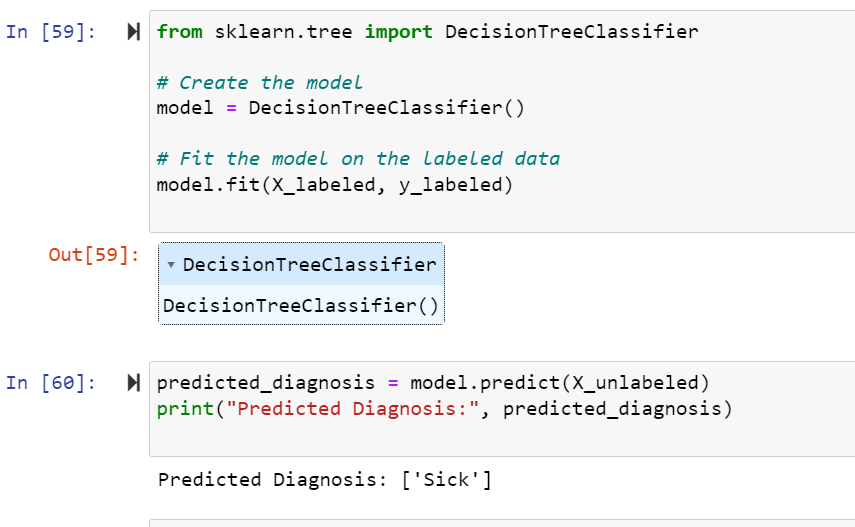 In [59]:
from sklearn.tree import DecisionTreeClassifier
# Create the model
model = DecisionTreeClassifier()
# Fit the model on the labeled data
model.fit(X_labeled, y_labeled)
Out[59]:
DecisionTreeClassifier
DecisionTreeClassifier()
In [60]:
predicted_diagnosis = model.predict(X_unlabeled)
print("Predicted Diagnosis:", predicted_diagnosis)
Predicted Diagnosis: ['Sick']